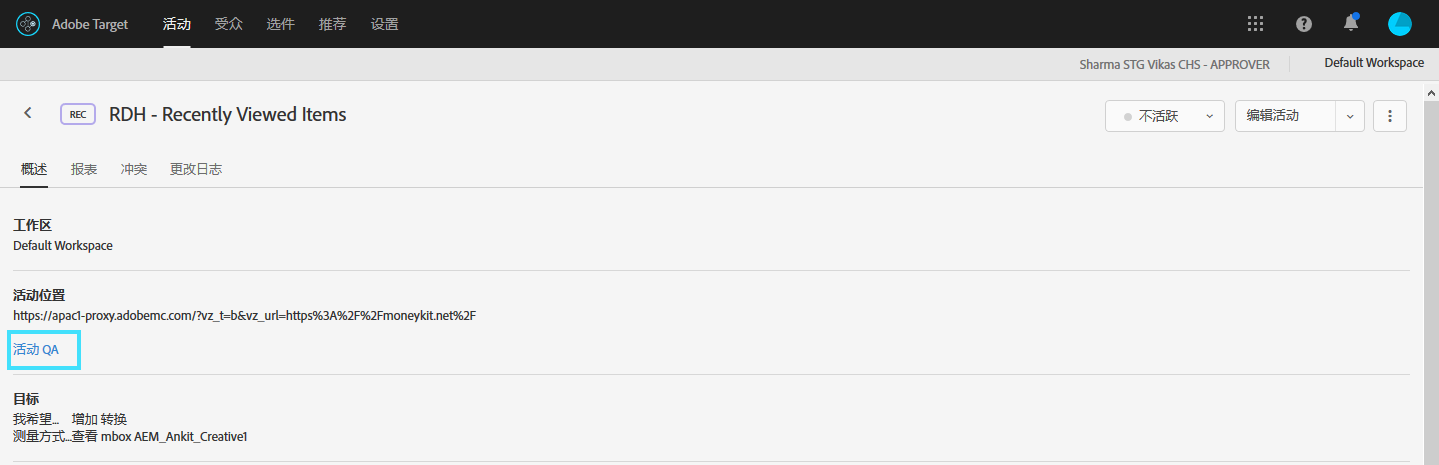 Adobe Target 活动 受众 选件 推荐 设置
Sharma STG Vikas CHS - APPROVER Default Workspace
REC RDH - Recently Viewed Items 不活跃 编辑活动
概述 报表 冲突 更改日志
工作区
Default Workspace
活动位置
https://apac1-proxy.adobemc.com/?vz_t=b&vz_url=https%3A%2F%2Fmoneykit.net%2F
活动 QA
目标
我希望... 增加 转换
测量方式...查看 mbox AEM_Ankit_Creative1